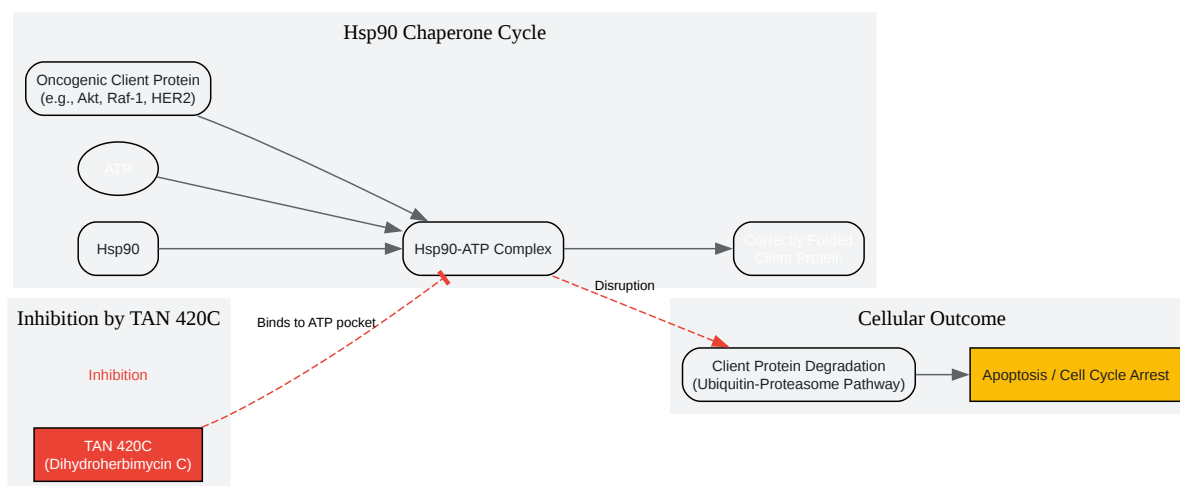 Hsp90 Chaperone Cycle
Oncogenic Client Protein
(e.g., Akt, Raf-1, HER2)
ATP
Hsp90
Hsp90-ATP Complex
Correctly Folded
Client Protein
Disruption
Inhibition by TAN 420C
Binds to ATP pocket
Inhibition
TAN 420C
(Dihydroherbimycin C)
Cellular Outcome
Client Protein Degradation
(Ubiquitin-Proteasome Pathway)
Apoptosis / Cell Cycle Arrest